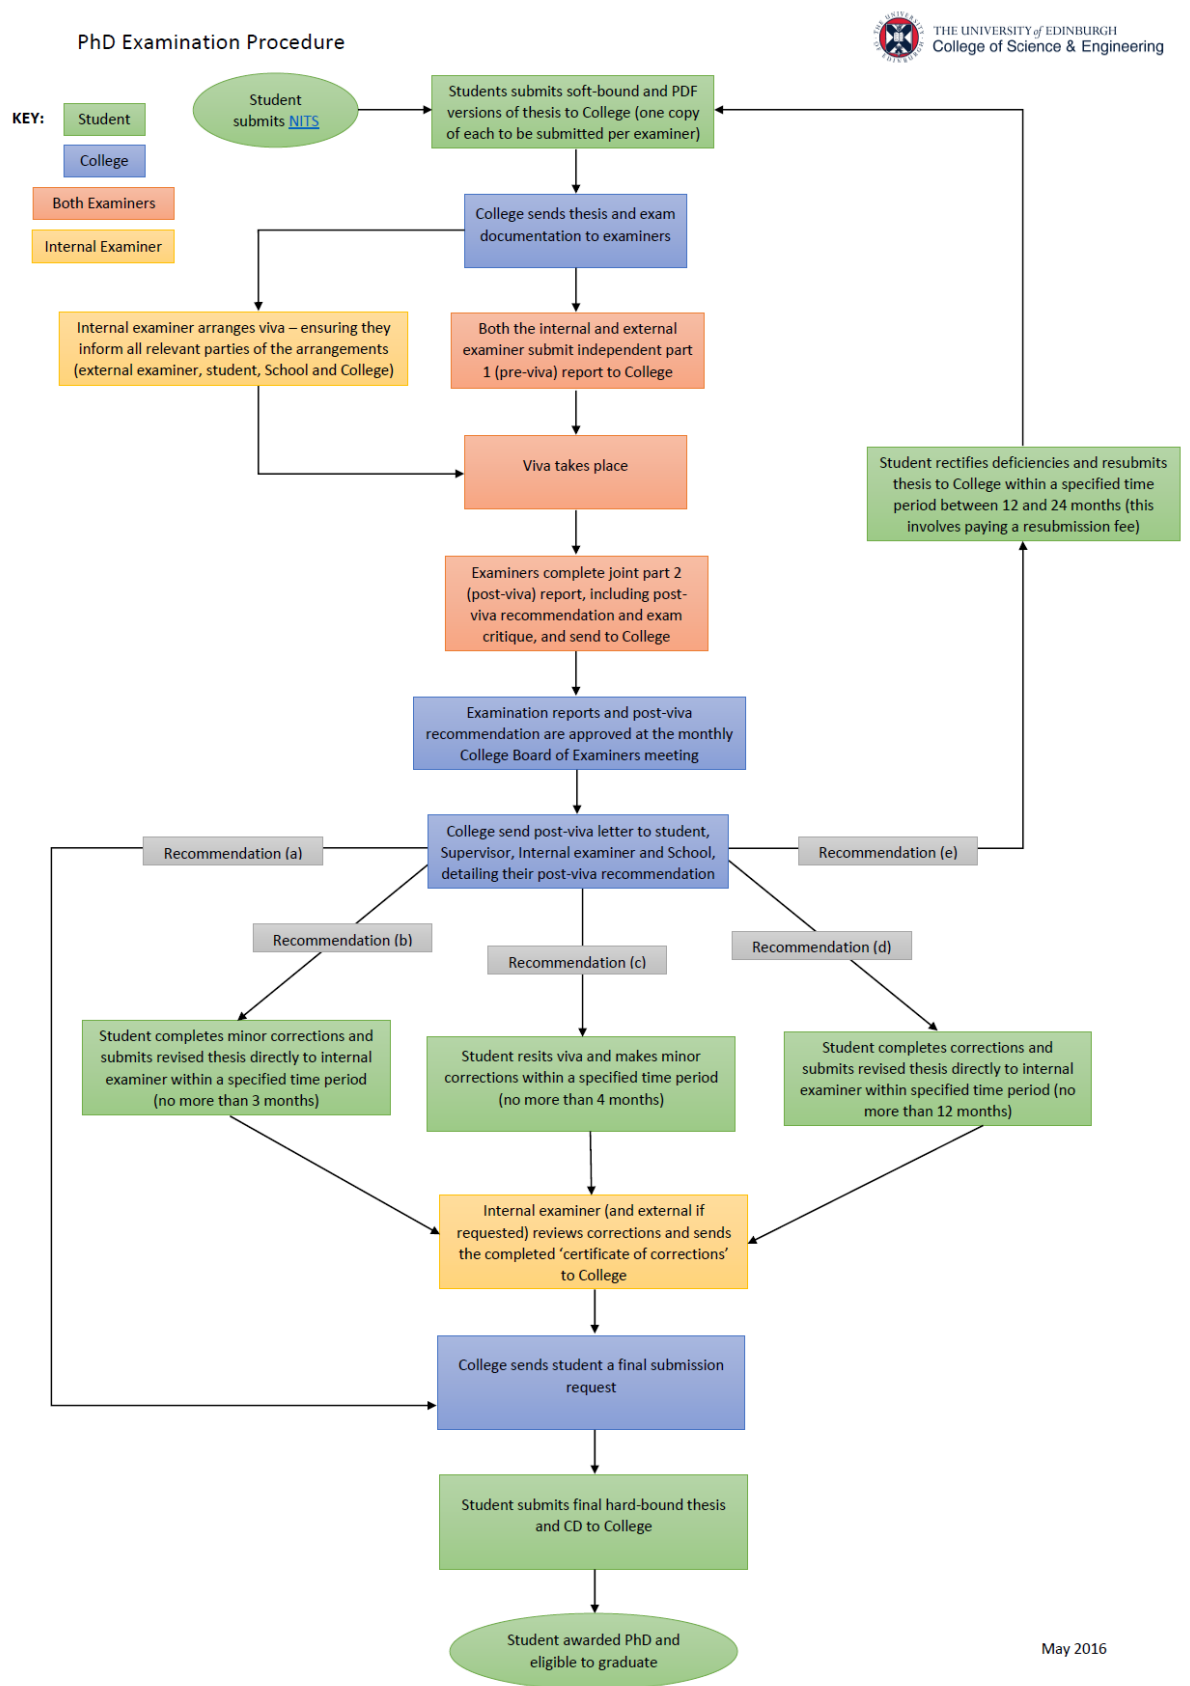 PhD Examination Procedure
THE UNIVERSITY of EDINBURGH
College of Science & Engineering
KEY:
Student
College
Both Examiners
Internal Examiner
Student
submits NITS
Students submits soft-bound and PDF
versions of thesis to College (one copy
of each to be submitted per examiner)
College sends thesis and exam
documentation to examiners
Internal examiner arranges viva – ensuring they
inform all relevant parties of the arrangements
(external examiner, student, School and College)
Both the internal and external
examiner submit independent part
1 (pre-viva) report to College
Viva takes place
Student rectifies deficiencies and resubmits
thesis to College within a specified time
period between 12 and 24 months (this
involves paying a resubmission fee)
Examiners complete joint part 2
(post-viva) report, including post-
viva recommendation and exam
critique, and send to College
Examination reports and post-viva
recommendation are approved at the monthly
College Board of Examiners meeting
College send post-viva letter to student,
Supervisor, Internal examiner and School,
detailing their post-viva recommendation
Recommendation (a)
Recommendation (e)
Recommendation (b)
Recommendation (c)
Recommendation (d)
Student completes minor corrections and
submits revised thesis directly to internal
examiner within a specified time period
(no more than 3 months)
Student resits viva and makes minor
corrections within a specified time period
(no more than 4 months)
Student completes corrections and
submits revised thesis directly to internal
examiner within specified time period (no
more than 12 months)
Internal examiner (and external if
requested) reviews corrections and sends
the completed ‘certificate of corrections’
to College
College sends student a final submission
request
Student submits final hard-bound thesis
and CD to College
Student awarded PhD and
eligible to graduate
May 2016